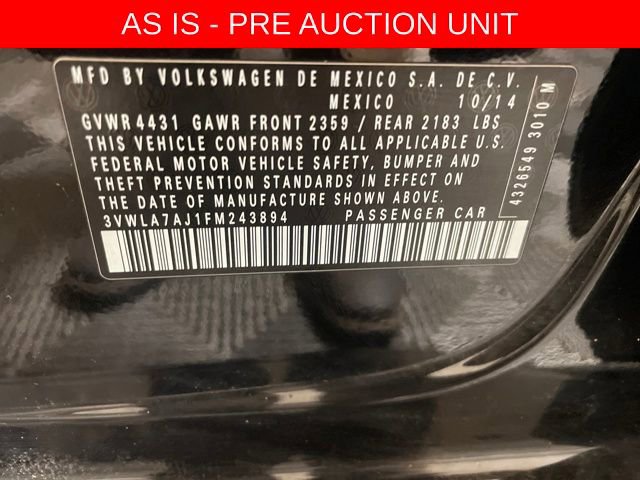 AS IS - PRE AUCTION UNIT
MFD BY VOLKSWAGEN DE MEXICO S.A. DE C.V.
MEXICO 10/14
GVWR 4431 GAWR FRONT 2359 / REAR 2183 LBS
THIS VEHICLE CONFORMS TO ALL APPLICABLE U.S.
FEDERAL MOTOR VEHICLE SAFETY, BUMPER AND
THEFT PREVENTION STANDARDS IN EFFECT ON
THE DATE OF MANUFACTURE SHOWN ABOVE.
3VWLA7AJ1FM243894 PASSENGER CAR
4326549 3010 M